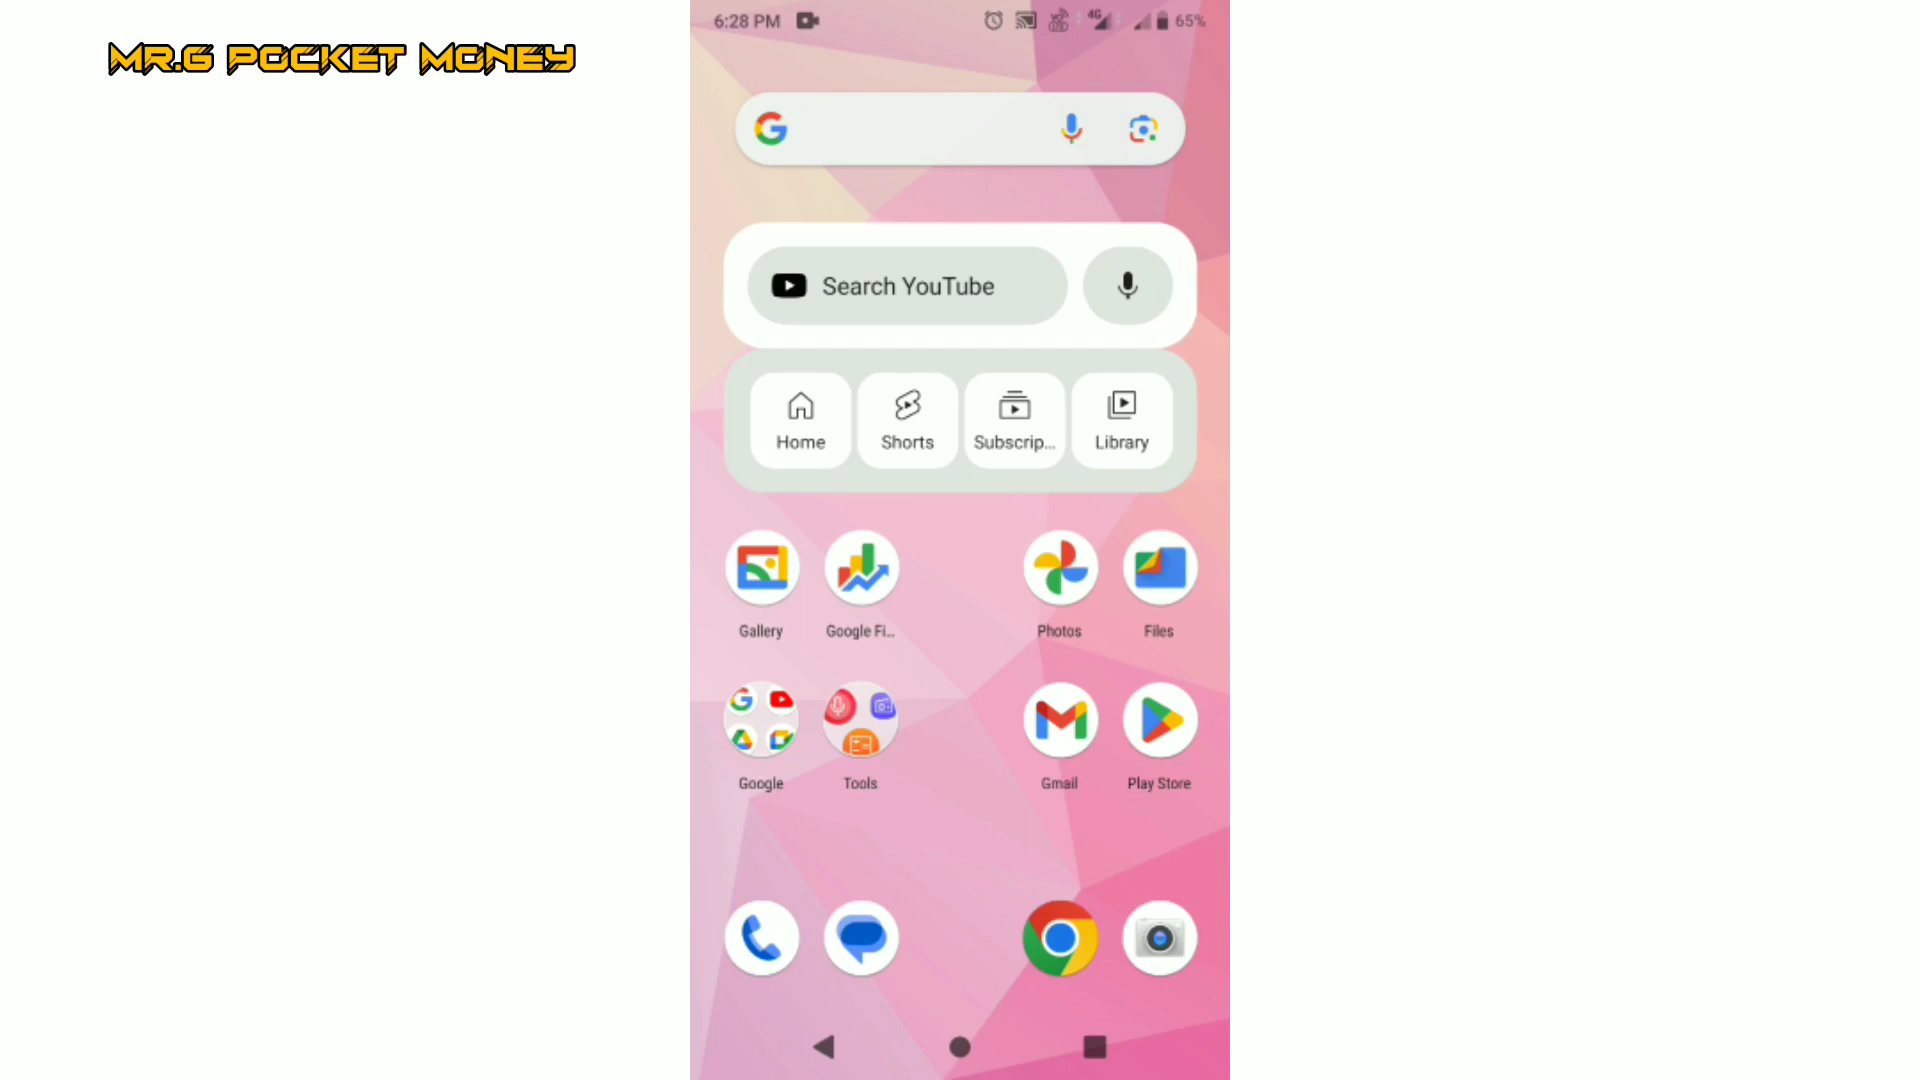 MR.G POCKET MONEY
6:28 PM
4G
65%
Search YouTube
Home Shorts Subscrip... Library
Gallery Google Fi... Photos Files
Google Tools Gmail Play Store